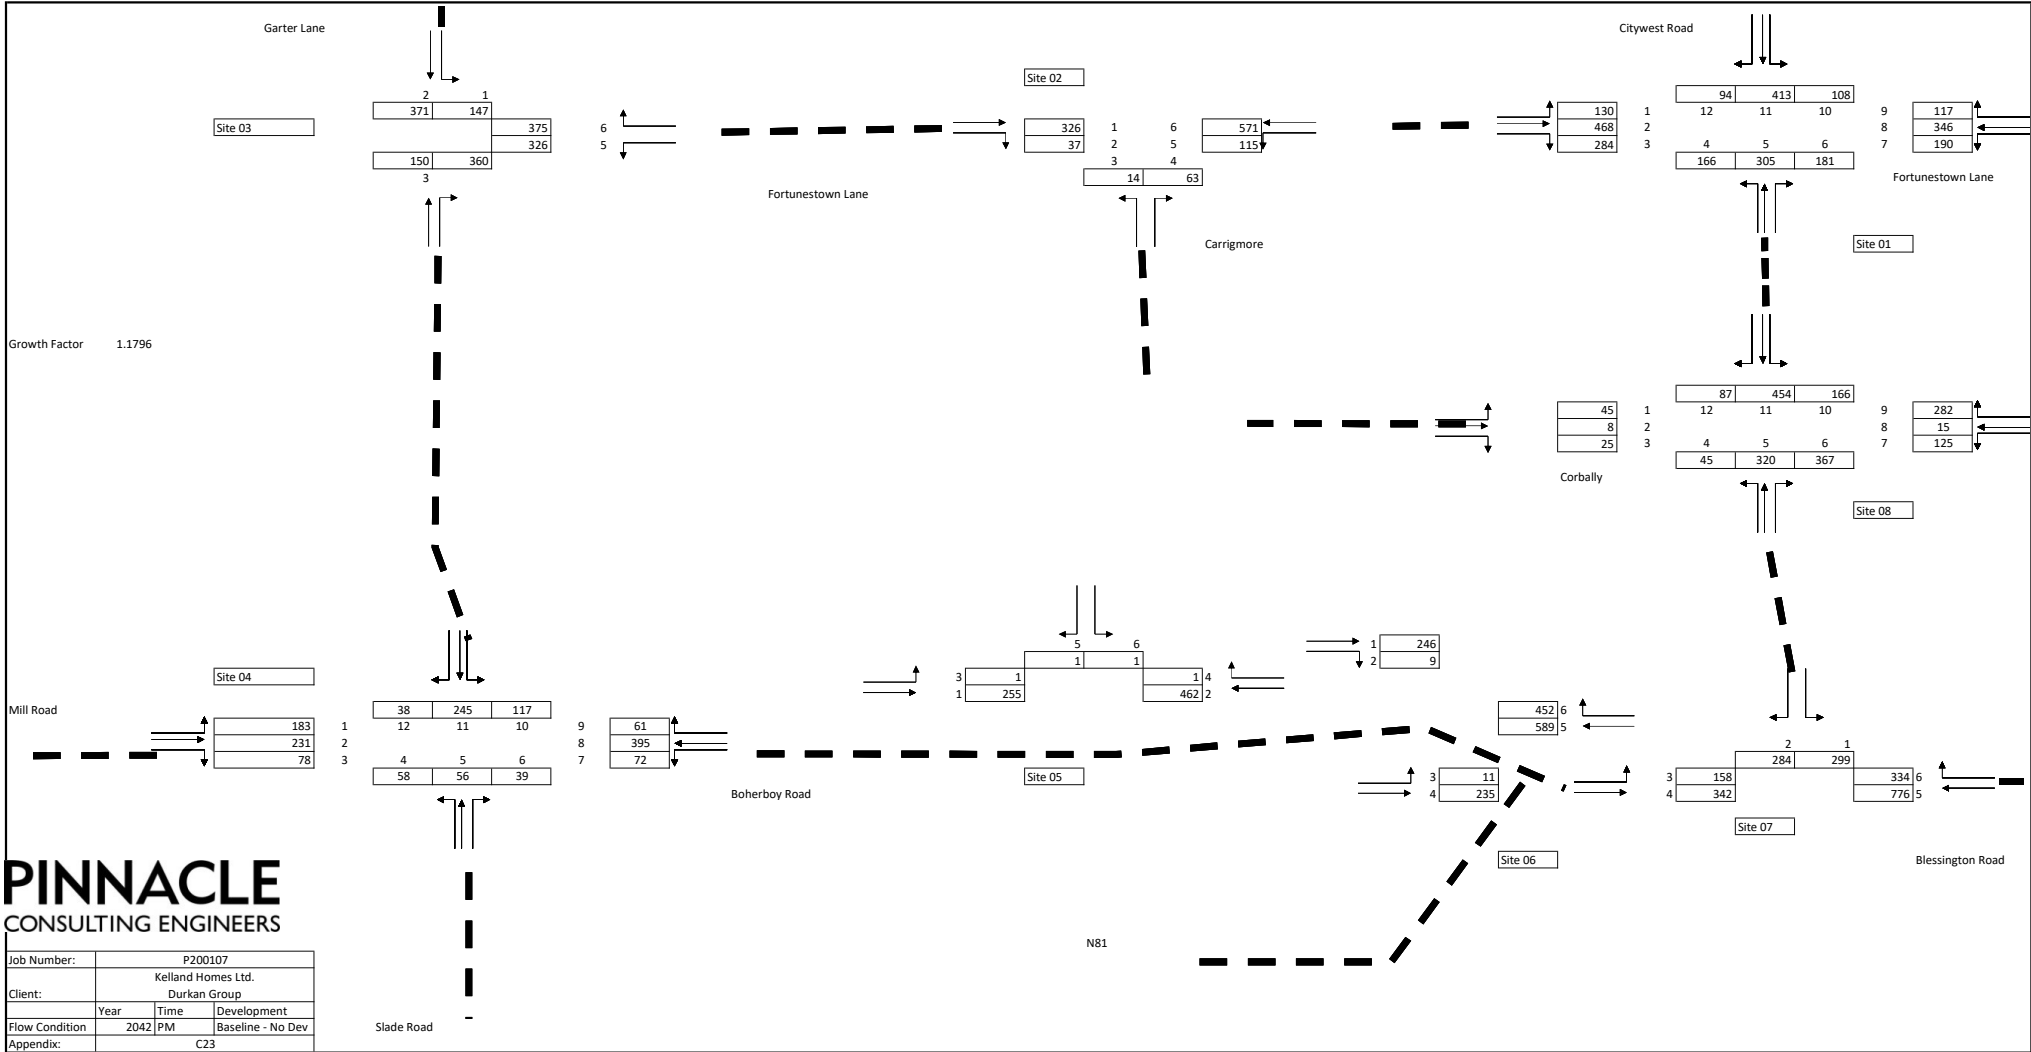 Garter Lane
Citywest Road
Site 02
2 1
371 147
94 413 108
12 11 10
Site 03
375 6
326 5
326 1 6 571
37 2 5 115
3 4
14 63
130 1
468 2
284 3
9 117
8 346
7 190
4 5 6
166 305 181
150 360
3
Fortunestown Lane
Fortunestown Lane
Carrigmore
Site 01
Growth Factor 1.1796
87 454 166
12 11 10
45 1
8 2
25 3
9 282
8 15
7 125
4 5 6
45 320 367
Corbally
Site 08
5 6
1 1
1 246
2 9
3 1
1 255
1 4
462 2
Site 04
Mill Road
38 245 117
12 11 10
183 1
231 2
78 3
9 61
8 395
7 72
4 5 6
58 56 39
452 6
589 5
2 1
284 299
Site 05
3 11
4 235
3 158
4 342
334 6
776 5
Boherboy Road
Site 07
Site 06
Blessington Road
PINNACLE
CONSULTING ENGINEERS
N81
Job Number: P200107
Kelland Homes Ltd.
Client: Durkan Group
Year Time Development
Flow Condition 2042 PM Baseline - No Dev
Appendix: C23
Slade Road